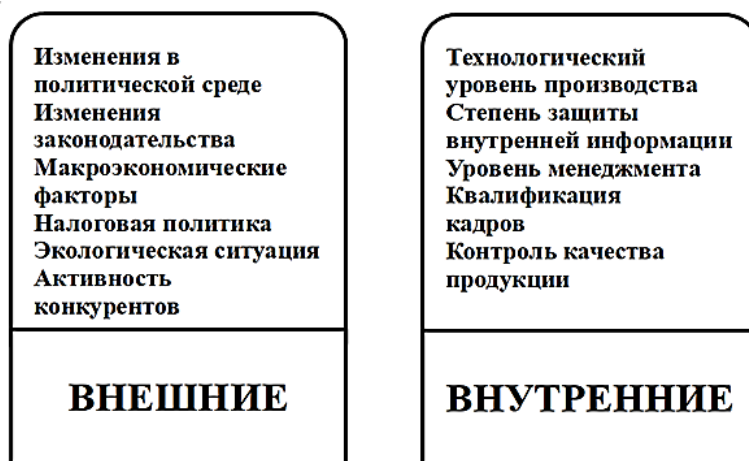 Изменения в
политической среде
Изменения
законодательства
Макроэкономические
факторы
Налоговая политика
Экологическая ситуация
Активность
конкурентов
ВНЕШНИЕ
Технологический
уровень производства
Степень защиты
внутренней информации
Уровень менеджмента
Квалификация
кадров
Контроль качества
продукции
ВНУТРЕННИЕ